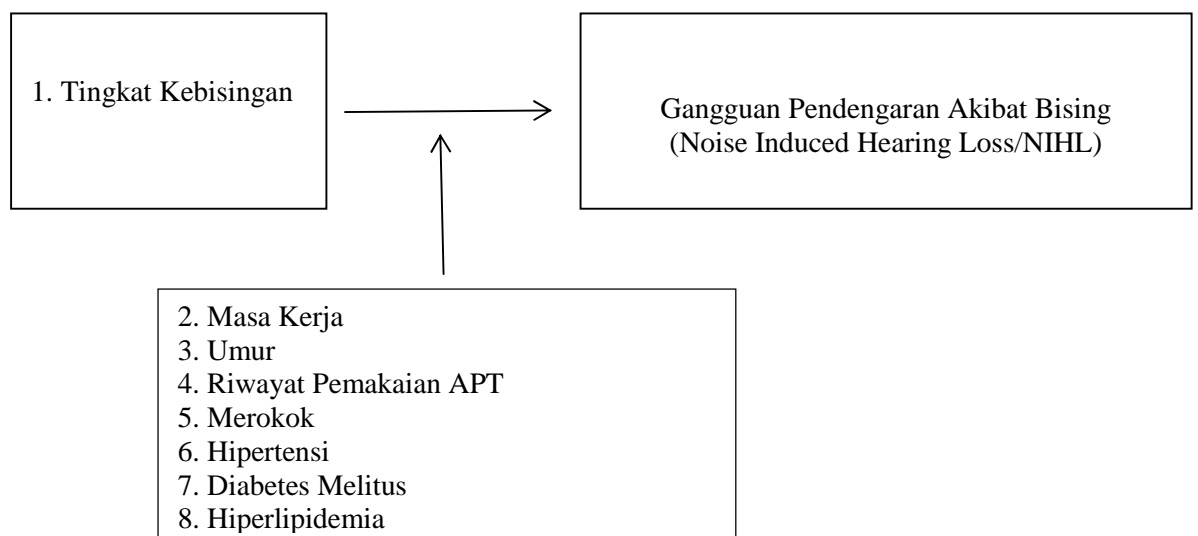 1. Tingkat Kebisingan
Gangguan Pendengaran Akibat Bising
(Noise Induced Hearing Loss/NIHL)
2. Masa Kerja
3. Umur
4. Riwayat Pemakaian APT
5. Merokok
6. Hipertensi
7. Diabetes Melitus
8. Hiperlipidemia